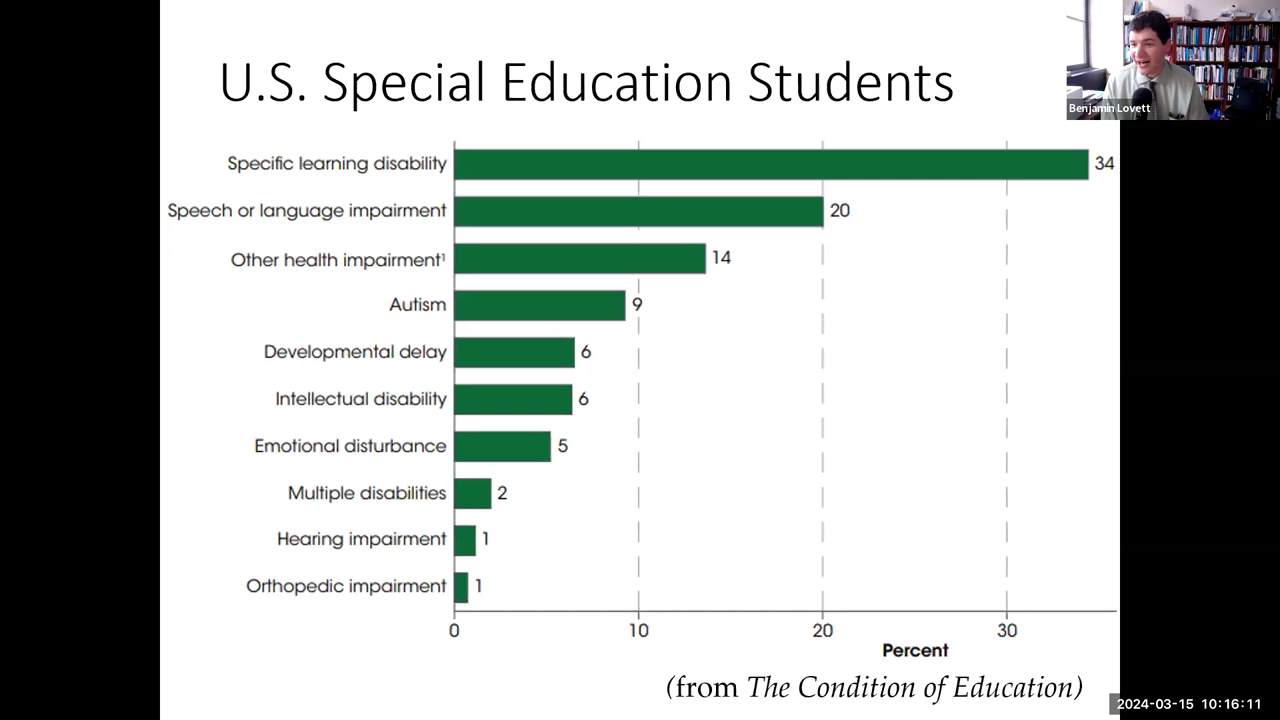 U.S. Special Education Students
Benjamin Lovett
Specific learning disability 34
Speech or language impairment 20
Other health impairment¹ 14
Autism 9
Developmental delay 6
Intellectual disability 6
Emotional disturbance 5
Multiple disabilities 2
Hearing impairment 1
Orthopedic impairment 1
0 10 20 30
Percent
(from The Condition of Education)
2024-03-15 10:16:11